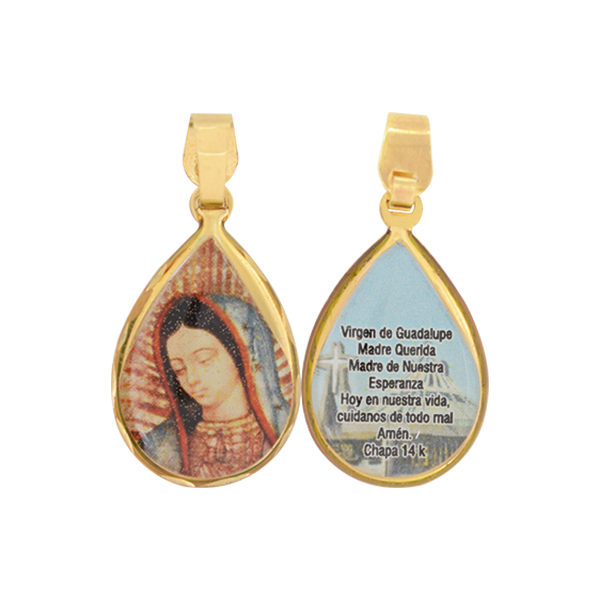 Virgen de Guadalupe
Madre Querida
Madre de Nuestra
Esperanza
Hoy en nuestra vida,
cuidanos de todo mal
Amén.
Chapa 14 k